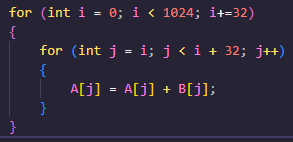 for (int i = 0; i < 1024; i+=32)
{
    for (int j = i; j < i + 32; j++)
    {
        A[j] = A[j] + B[j];
    }
}